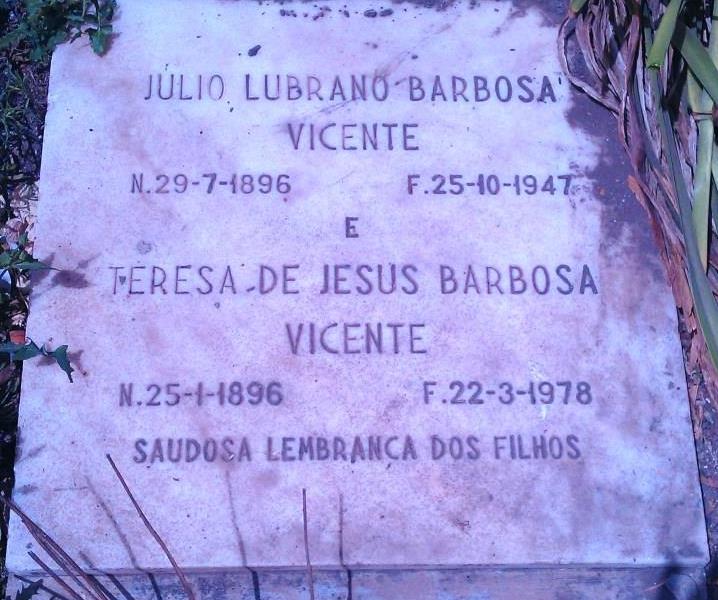 JULIO LUBRANO BARBOSA
VICENTE
N.29-7-1896 F.25-10-1947
E
TERESA DE JESUS BARBOSA
VICENTE
N.25-1-1896 F.22-3-1978
SAUDOSA LEMBRANCA DOS FILHOS